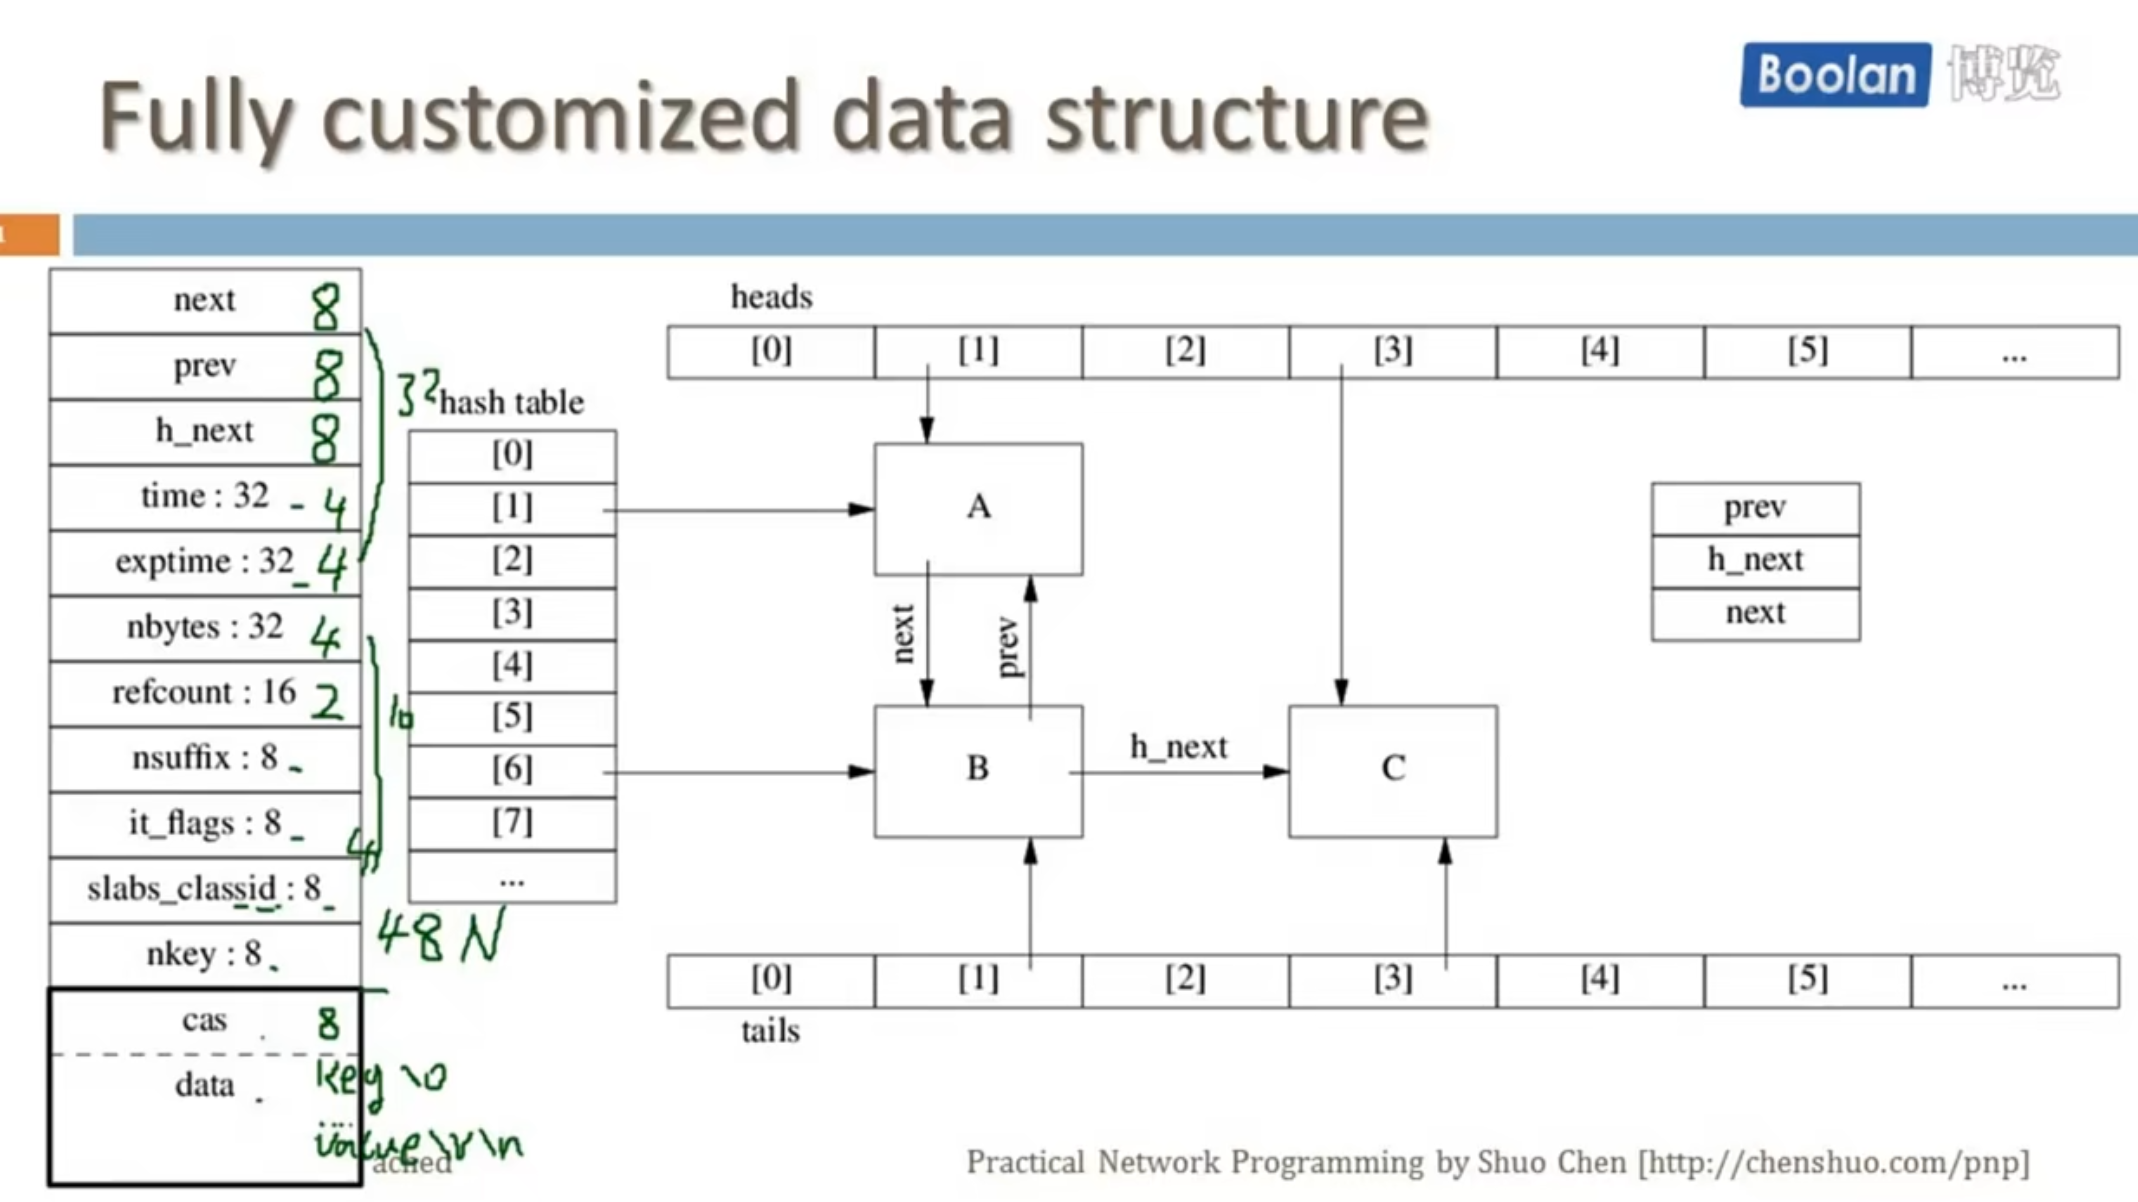 Boolan 博览
Fully customized data structure
1
next 8
prev 8
h_next 8
time : 32 - 4
exptime : 32 - 4
nbytes : 32 4
refcount : 16 2
nsuffix : 8
it_flags : 8
4
slabs_classid : 8
nkey : 8
cas 8
data key \0
...
value\r\n
32
10
48 N
hash table
[0]
[1]
[2]
[3]
[4]
[5]
[6]
[7]
...
heads
[0] [1] [2] [3] [4] [5] ...
A
next
prev
B
h_next
C
prev
h_next
next
[0] [1] [2] [3] [4] [5] ...
tails
ached
Practical Network Programming by Shuo Chen [http://chenshuo.com/pnp]